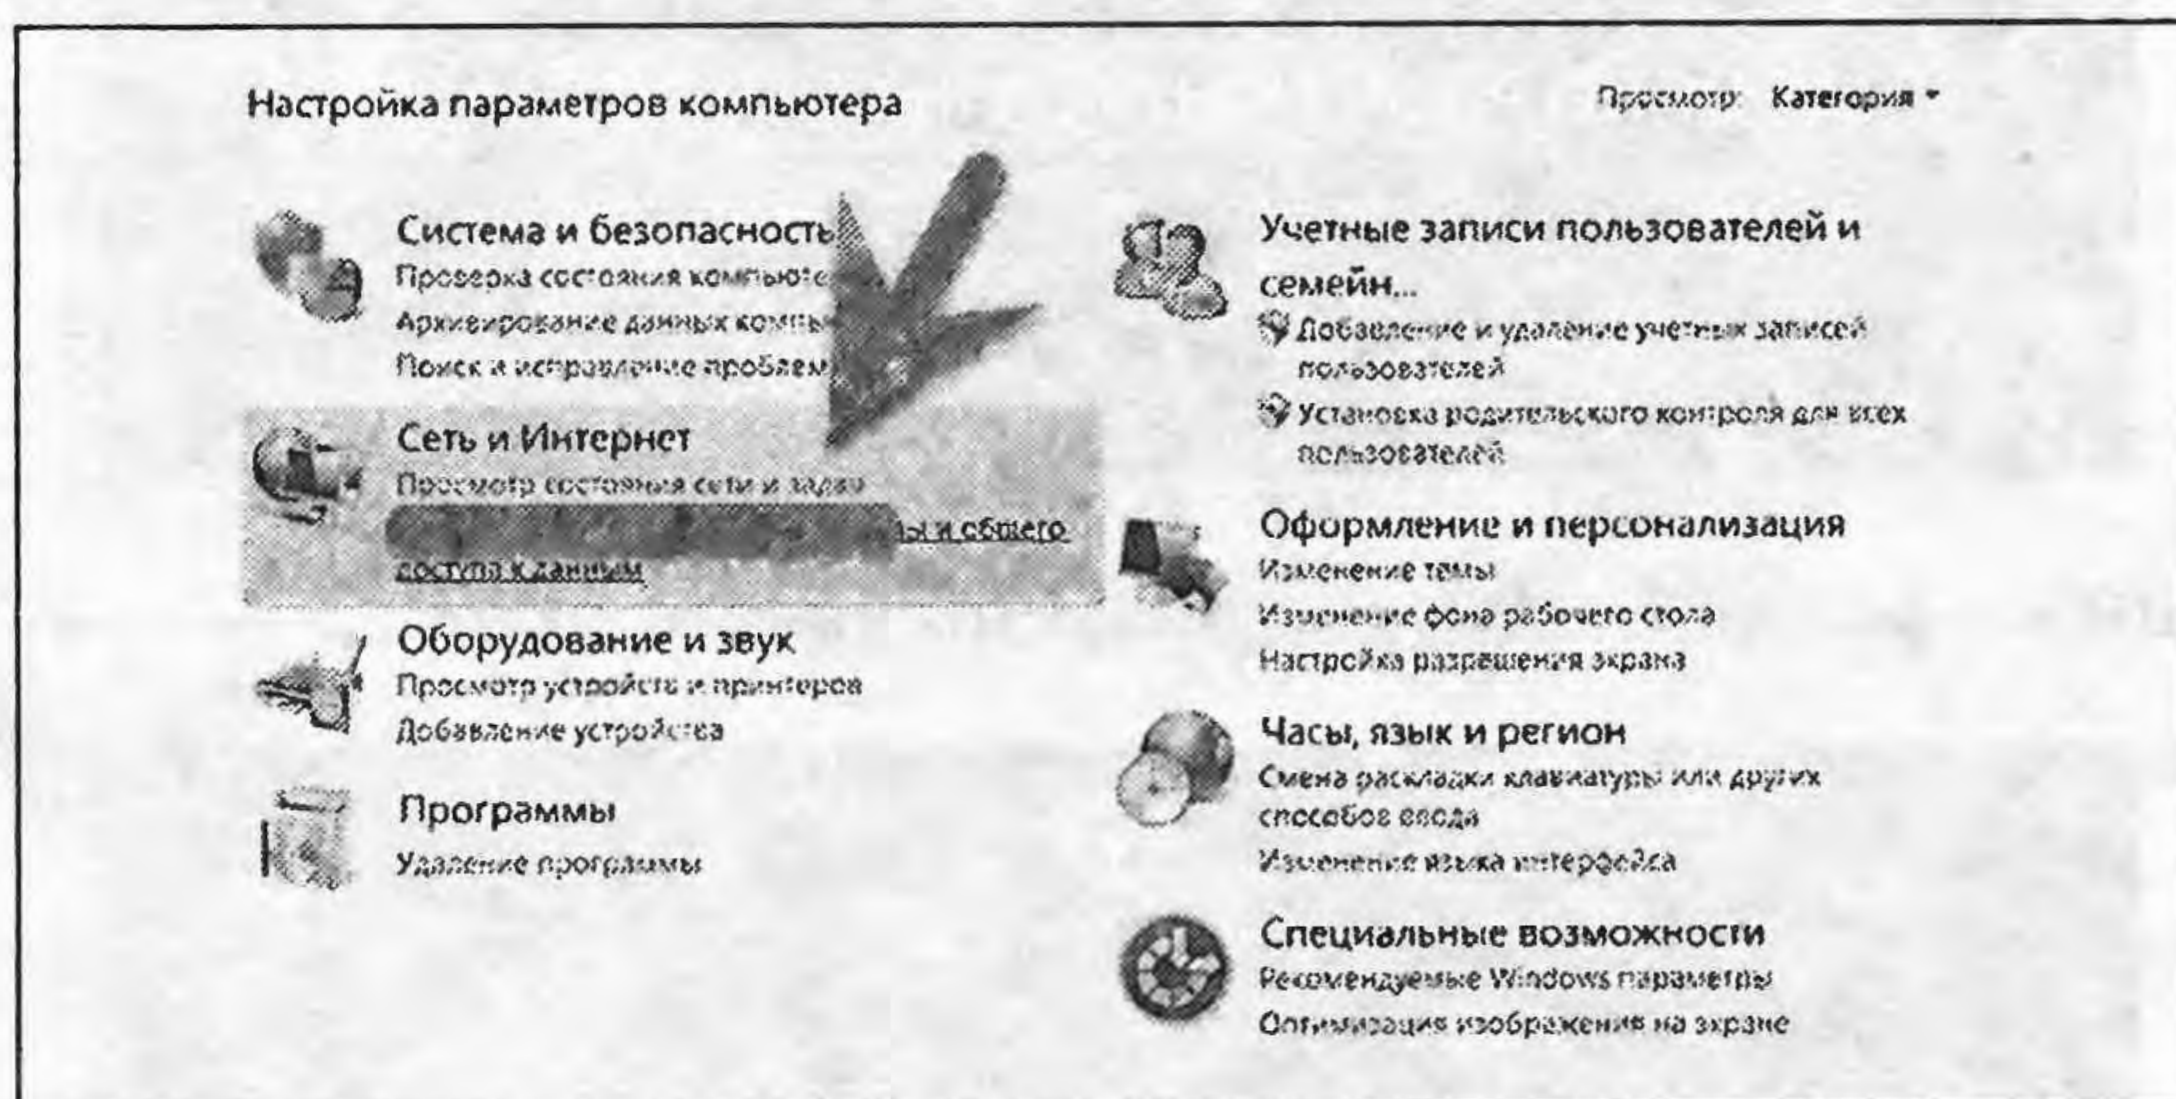 Настройка параметров компьютера
Просмотр: Категория
Система и безопасность
Проверка состояния
Архивирование данных
Поиск и исправление проблем
Сеть и Интернет
Просмотр состояния сети и задач
и общего
доступа к данным
Оборудование и звук
Просмотр устройств и принтеров
Добавление устройства
Программы
Удаление программы
Учетные записи пользователей и
семейн...
Добавление и удаление учетных записей
пользователей
Установка родительского контроля для всех
пользователей
Оформление и персонализация
Изменение темы
Изменение фона рабочего стола
Настройка разрешения экрана
Часы, язык и регион
Смена раскладки клавиатуры или других
способов ввода
Изменение языка интерфейса
Специальные возможности
Рекомендуемые Windows параметры
Оптимизация изображения на экране